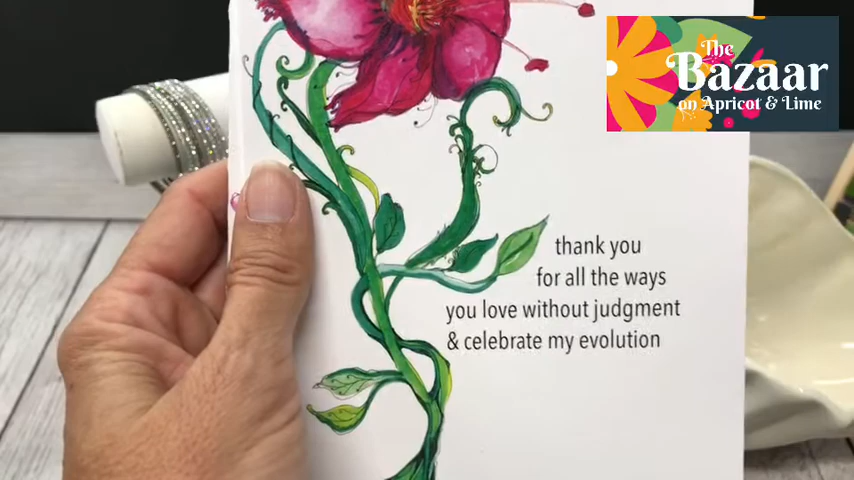 The
Bazaar
on Apricot & Lime
thank you
for all the ways
you love without judgment
& celebrate my evolution